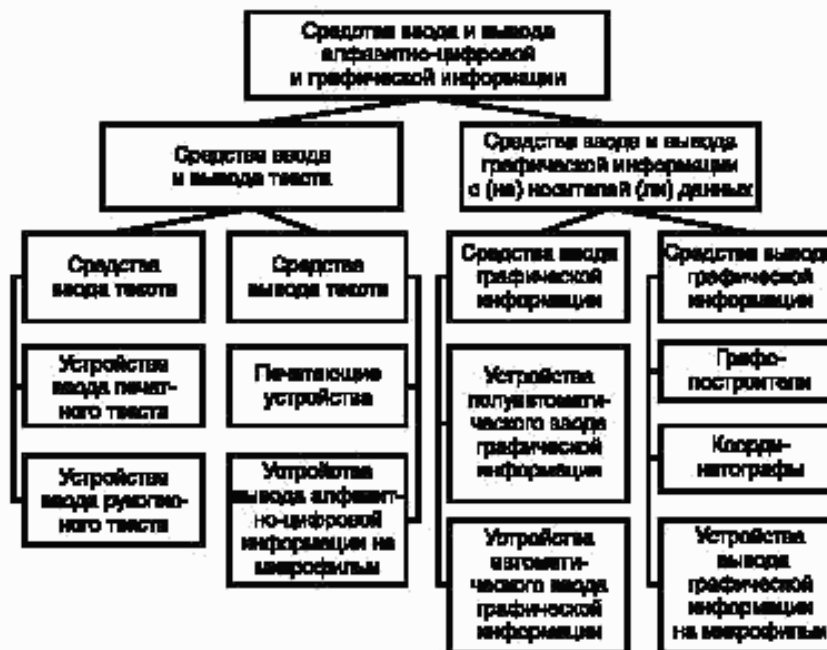 Средства ввода и вывода
алфавитно-цифровой
и графической информации
Средства ввода
и вывода текста
Средства ввода и вывода
графической информации
с (на) носителей (ли) данных
Средства
ввода текста
Средства
вывода текста
Средства ввода
графической
информации
Средства вывода
графической
информации
Устройства
ввода печат-
ного текста
Печатающие
устройства
Устройства
полуавтомати-
ческого ввода
графической
информации
Графо-
построители
Коорди-
натографы
Устройства
ввода рукопис-
ного текста
Устройства
вывода алфавит-
но-цифровой
информации на
микрофильм
Устройства
автомати-
ческого ввода
графической
информации
Устройства
вывода
графической
информации
на микрофильм